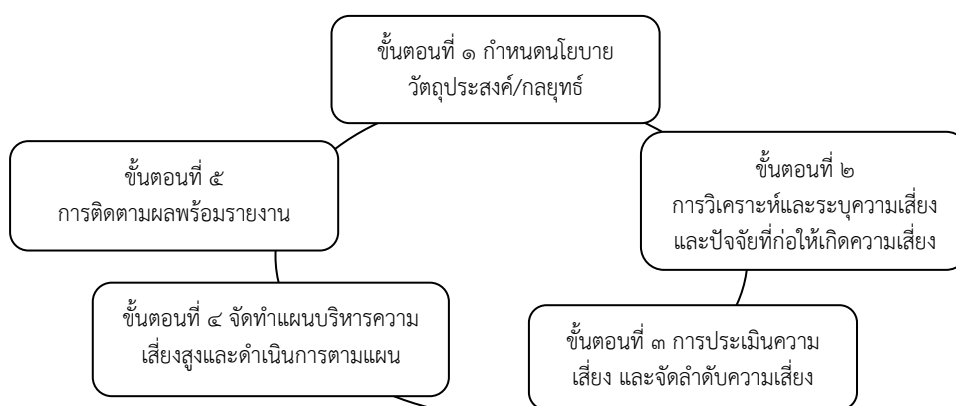 ขั้นตอนที่ ๑ กำหนดนโยบาย
วัตถุประสงค์/กลยุทธ์
ขั้นตอนที่ ๒
การวิเคราะห์และระบุความเสี่ยง
และปัจจัยที่ก่อให้เกิดความเสี่ยง
ขั้นตอนที่ ๓ การประเมินความ
เสี่ยง และจัดลำดับความเสี่ยง
ขั้นตอนที่ ๔ จัดทำแผนบริหารความ
เสี่ยงสูงและดำเนินการตามแผน
ขั้นตอนที่ ๕
การติดตามผลพร้อมรายงาน